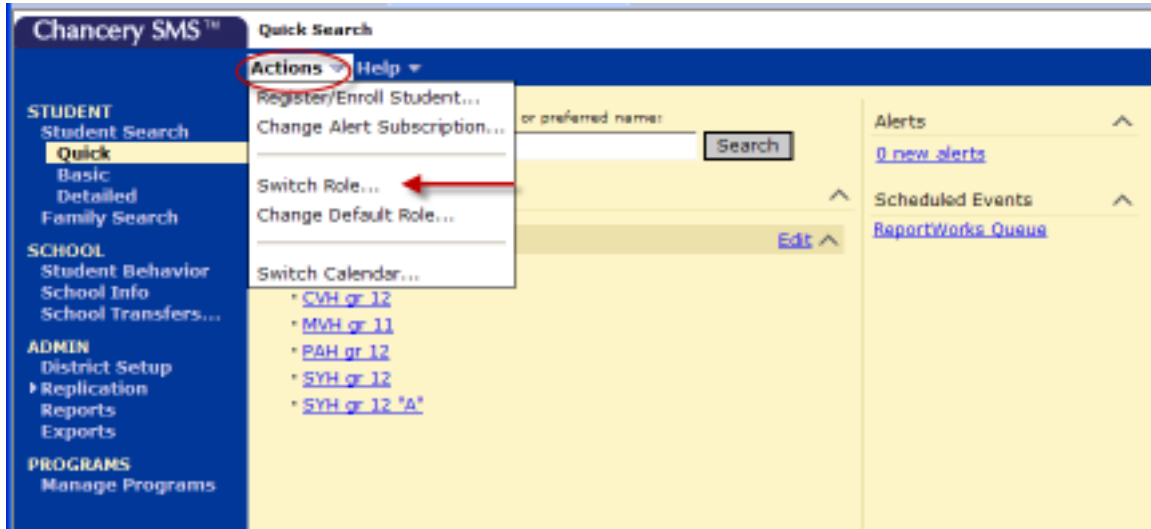 Chancery SMS™
Quick Search
Actions Help
STUDENT
Student Search
Quick
Basic
Detailed
Family Search
SCHOOL
Student Behavior
School Info
School Transfers...
ADMIN
District Setup
Replication
Reports
Exports
PROGRAMS
Manage Programs
Register/Enroll Student...
Change Alert Subscription...
Switch Role...
Change Default Role...
Switch Calendar...
or preferred name:
Search
Edit
CVH gr 12
MVH gr 11
PAH gr 12
SYH gr 12
SYH gr 12 "A"
Alerts
0 new alerts
Scheduled Events
ReportWorks Queue